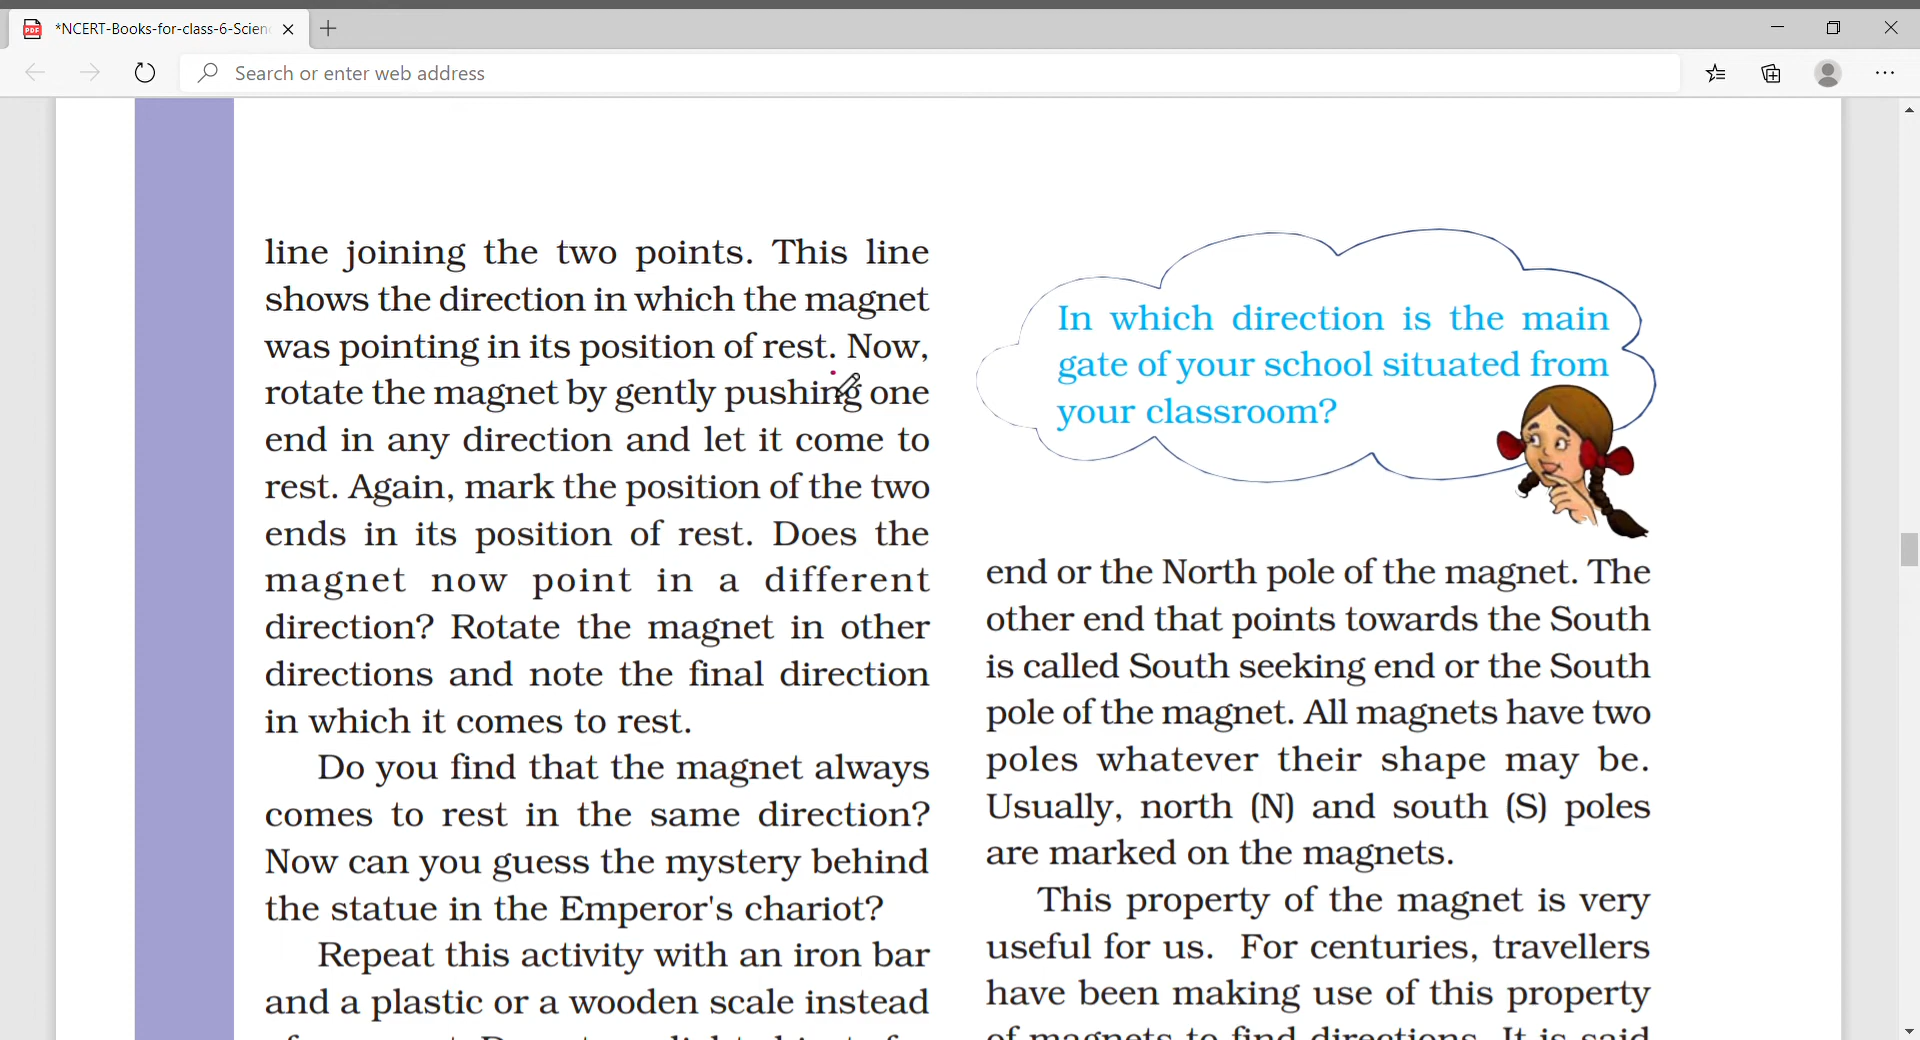 *NCERT-Books-for-class-6-Scien
Search or enter web address
line joining the two points. This line
shows the direction in which the magnet
was pointing in its position of rest. Now,
rotate the magnet by gently pushing one
end in any direction and let it come to
rest. Again, mark the position of the two
ends in its position of rest. Does the
magnet now point in a different
direction? Rotate the magnet in other
directions and note the final direction
in which it comes to rest.
Do you find that the magnet always
comes to rest in the same direction?
Now can you guess the mystery behind
the statue in the Emperor's chariot?
Repeat this activity with an iron bar
and a plastic or a wooden scale instead
In which direction is the main
gate of your school situated from
your classroom?
end or the North pole of the magnet. The
other end that points towards the South
is called South seeking end or the South
pole of the magnet. All magnets have two
poles whatever their shape may be.
Usually, north (N) and south (S) poles
are marked on the magnets.
This property of the magnet is very
useful for us. For centuries, travellers
have been making use of this property
of magnets to find directions. It is said